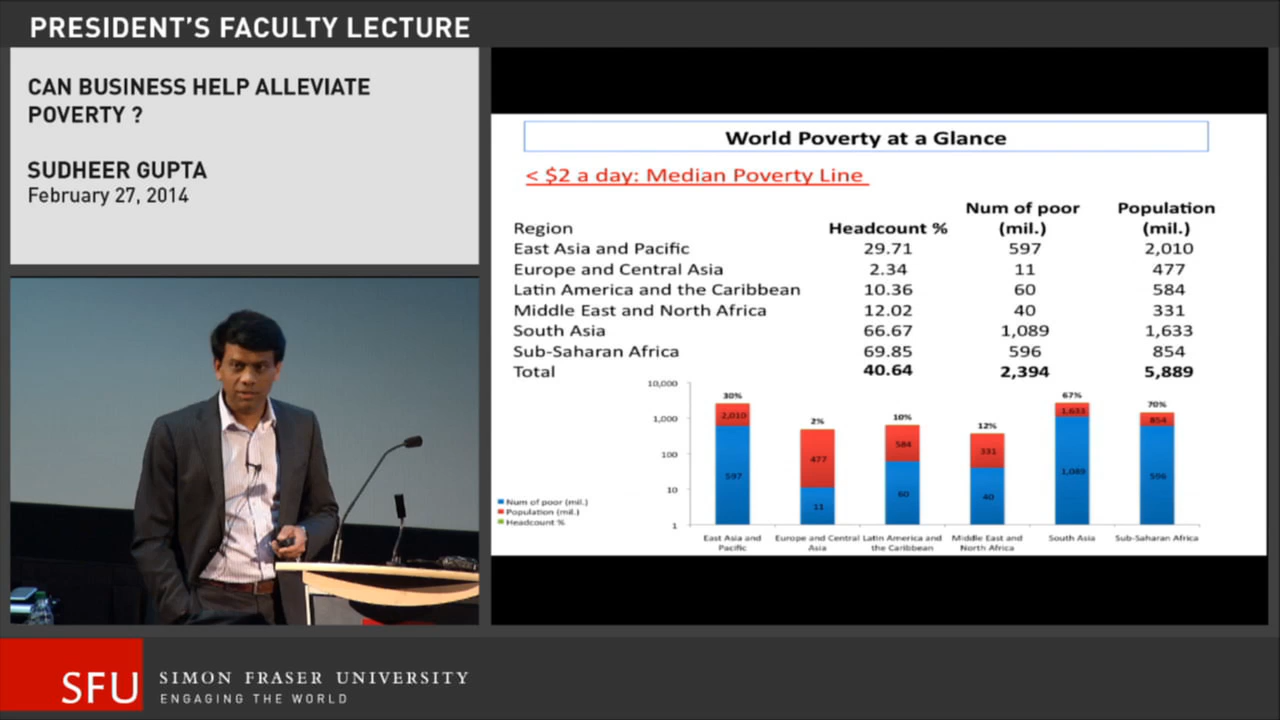 PRESIDENT'S FACULTY LECTURE
CAN BUSINESS HELP ALLEVIATE
POVERTY ?
SUDHEER GUPTA
February 27, 2014
World Poverty at a Glance
< $2 a day: Median Poverty Line
Region Headcount % Num of poor (mil.) Population (mil.)
East Asia and Pacific 29.71 597 2,010
Europe and Central Asia 2.34 11 477
Latin America and the Caribbean 10.36 60 584
Middle East and North Africa 12.02 40 331
South Asia 66.67 1,089 1,633
Sub-Saharan Africa 69.85 596 854
Total 40.64 2,394 5,889
10,000
1,000
100
10
1
30%
2,010
597
2%
477
11
10%
584
60
12%
331
40
67%
1,633
1,089
70%
854
596
Num of poor (mil.)
Population (mil.)
Headcount %
East Asia and
Pacific
Europe and Central
Asia
Latin America and
the Caribbean
Middle East and
North Africa
South Asia
Sub-Saharan Africa
SFU
SIMON FRASER UNIVERSITY
ENGAGING THE WORLD